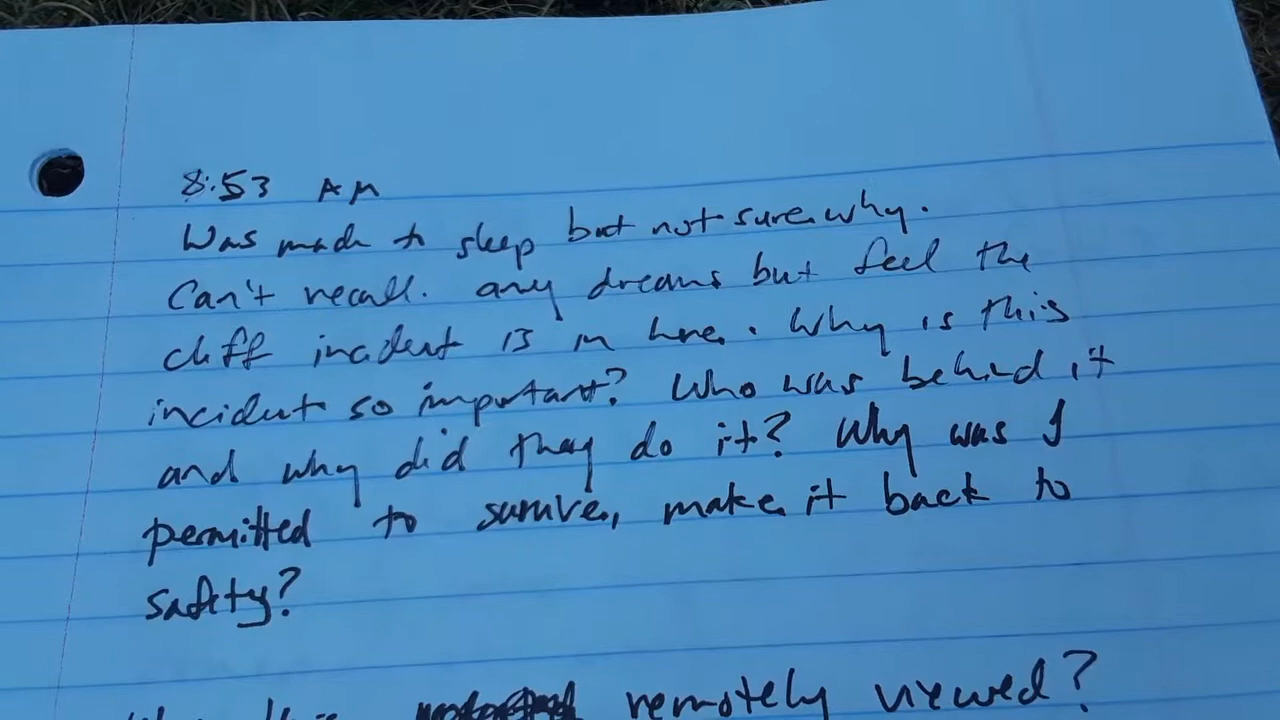 8:53 AM
Was made to sleep but not sure why.
Can't recall. any dreams but feel the
cliff incident is in here. Why is this
incident so important? Who was behind it
and why did they do it? Why was I
permitted to survive, make it back to
safety?
remotely viewed?